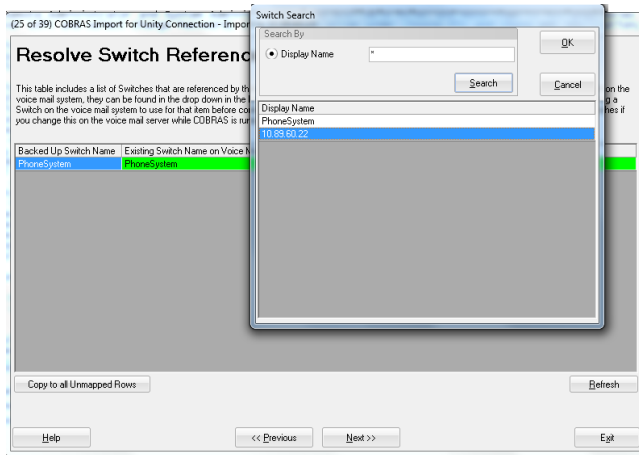 (25 of 39) COBRAS Import for Unity Connection - Impor
Resolve Switch Referenc
This table includes a list of Switches that are referenced by th
on the
voice mail system, they can be found in the drop down in the
g a
Switch on the voice mail system to use for that item before co
hes if
you change this on the voice mail server while COBRAS is ru
Backed Up Switch Name Existing Switch Name on Voice
PhoneSystem PhoneSystem
Copy to all Unmapped Rows
Refresh
Help << Previous Next >> Exit
Switch Search
Search By
Display Name *
OK
Search Cancel
Display Name
PhoneSystem
10.89.60.22